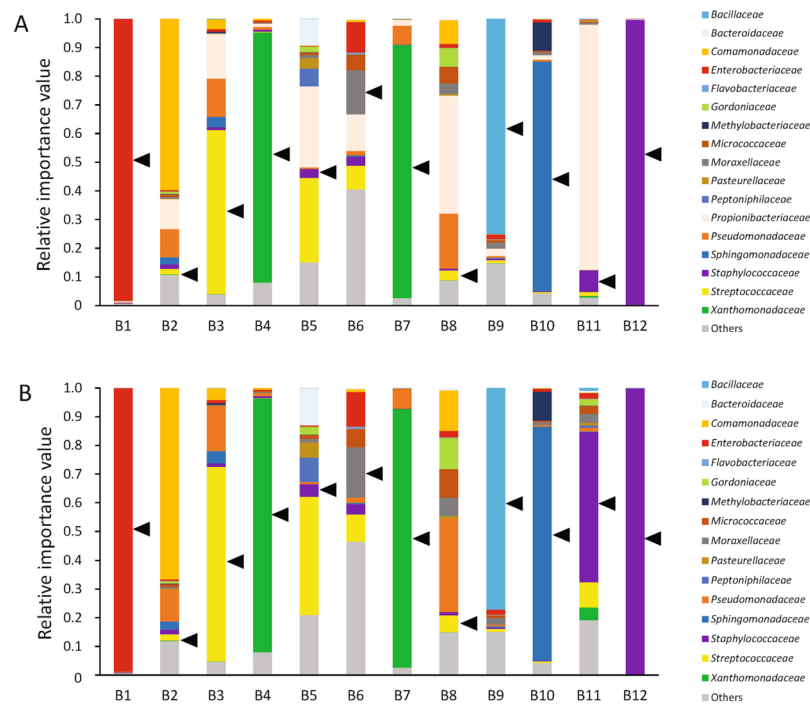 A
Relative importance value
1.0
0.9
0.8
0.7
0.6
0.5
0.4
0.3
0.2
0.1
0
B1 B2 B3 B4 B5 B6 B7 B8 B9 B10 B11 B12
Bacillaceae
Bacteroidaceae
Comamonadaceae
Enterobacteriaceae
Flavobacteriaceae
Gordoniaceae
Methylobacteriaceae
Micrococcaceae
Moraxellaceae
Pasteurellaceae
Peptoniphilaceae
Propionibacteriaceae
Pseudomonadaceae
Sphingomonadaceae
Staphylococcaceae
Streptococcaceae
Xanthomonadaceae
Others
B
Relative importance value
1.0
0.9
0.8
0.7
0.6
0.5
0.4
0.3
0.2
0.1
0
B1 B2 B3 B4 B5 B6 B7 B8 B9 B10 B11 B12
Bacillaceae
Bacteroidaceae
Comamonadaceae
Enterobacteriaceae
Flavobacteriaceae
Gordoniaceae
Methylobacteriaceae
Micrococcaceae
Moraxellaceae
Pasteurellaceae
Peptoniphilaceae
Pseudomonadaceae
Sphingomonadaceae
Staphylococcaceae
Streptococcaceae
Xanthomonadaceae
Others